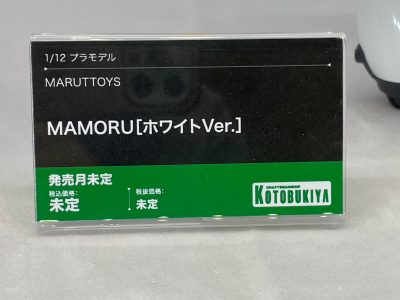 1/12 プラモデル
MARUTTOYS
MAMORU[ホワイトVer.]
発売月未定
税込価格:
未定
税抜価格:
未定
CRAFTSMANSHIP
KOTOBUKIYA